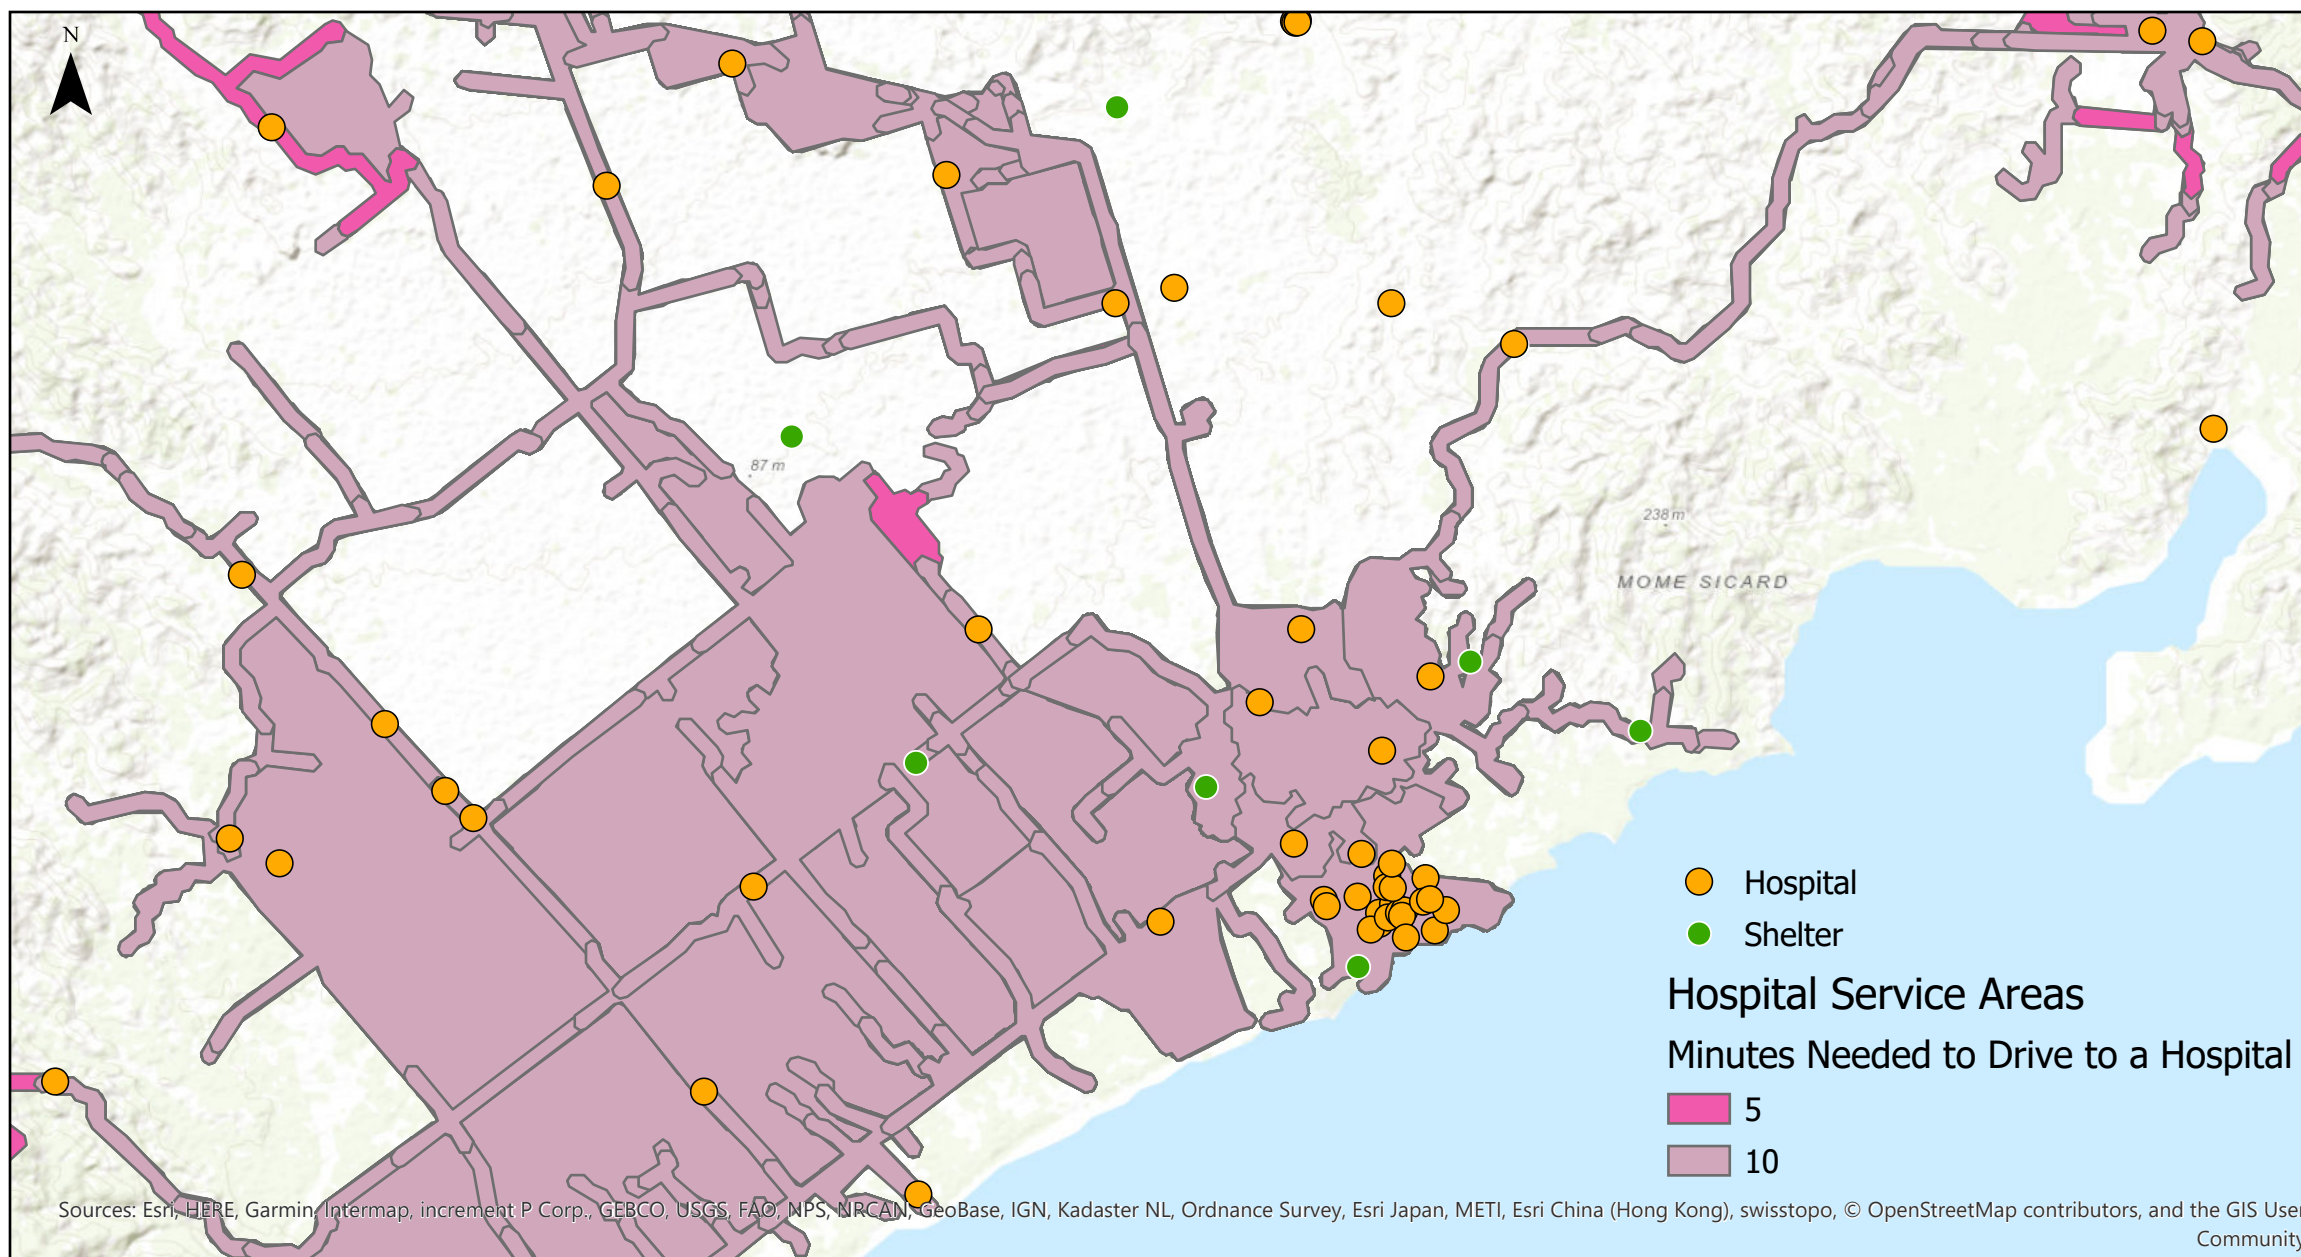 N
87 m
238 m
MOME SICARD
Hospital
Shelter
Hospital Service Areas
Minutes Needed to Drive to a Hospital
5
10
Sources: Esri, HERE, Garmin, Intermap, increment P Corp., GEBCO, USGS, FAO, NPS, NRCAN, GeoBase, IGN, Kadaster NL, Ordnance Survey, Esri Japan, METI, Esri China (Hong Kong), swisstopo, © OpenStreetMap contributors, and the GIS User
Community